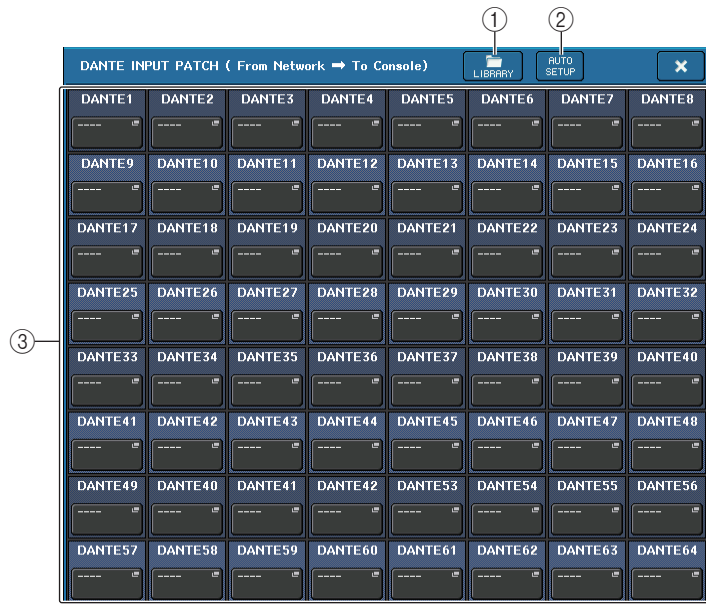 ① ②
DANTE INPUT PATCH ( From Network ➡ To Console) LIBRARY AUTO SETUP ×
DANTE1 DANTE2 DANTE3 DANTE4 DANTE5 DANTE6 DANTE7 DANTE8
---- ---- ---- ---- ---- ---- ---- ----
DANTE9 DANTE10 DANTE11 DANTE12 DANTE13 DANTE14 DANTE15 DANTE16
---- ---- ---- ---- ---- ---- ---- ----
DANTE17 DANTE18 DANTE19 DANTE20 DANTE21 DANTE22 DANTE23 DANTE24
---- ---- ---- ---- ---- ---- ---- ----
DANTE25 DANTE26 DANTE27 DANTE28 DANTE29 DANTE30 DANTE31 DANTE32
---- ---- ---- ---- ---- ---- ---- ----
③
DANTE33 DANTE34 DANTE35 DANTE36 DANTE37 DANTE38 DANTE39 DANTE40
---- ---- ---- ---- ---- ---- ---- ----
DANTE41 DANTE42 DANTE43 DANTE44 DANTE45 DANTE46 DANTE47 DANTE48
---- ---- ---- ---- ---- ---- ---- ----
DANTE49 DANTE40 DANTE41 DANTE42 DANTE53 DANTE54 DANTE55 DANTE56
---- ---- ---- ---- ---- ---- ---- ----
DANTE57 DANTE58 DANTE59 DANTE60 DANTE61 DANTE62 DANTE63 DANTE64
---- ---- ---- ---- ---- ---- ---- ----